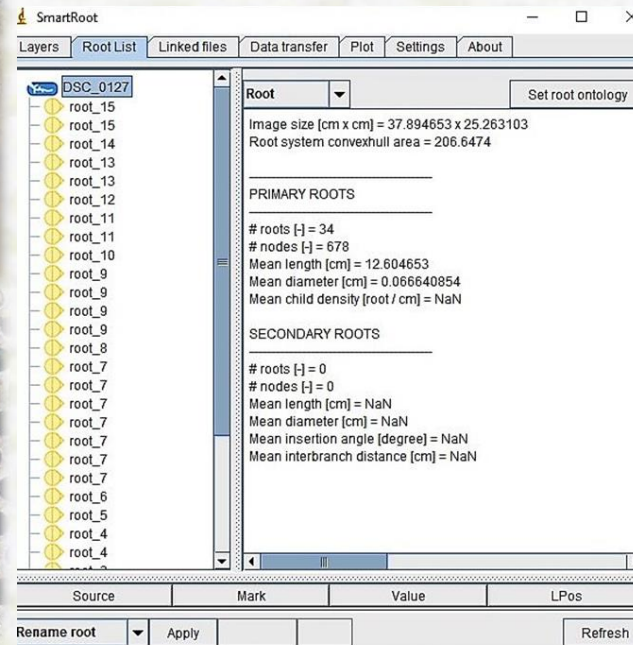 SmartRoot
Layers Root List Linked files Data transfer Plot Settings About
DSC_0127
root_15
root_15
root_14
root_13
root_13
root_12
root_11
root_11
root_10
root_9
root_9
root_9
root_9
root_8
root_7
root_7
root_7
root_7
root_7
root_7
root_7
root_6
root_5
root_4
root_4
Root Set root ontology
Image size [cm x cm] = 37.894653 x 25.263103
Root system convexhull area = 206.6474
PRIMARY ROOTS
# roots [-] = 34
# nodes [-] = 678
Mean length [cm] = 12.604653
Mean diameter [cm] = 0.066640854
Mean child density [root / cm] = NaN
SECONDARY ROOTS
# roots [-] = 0
# nodes [-] = 0
Mean length [cm] = NaN
Mean diameter [cm] = NaN
Mean insertion angle [degree] = NaN
Mean interbranch distance [cm] = NaN
Source Mark Value LPos
Rename root Apply Refresh